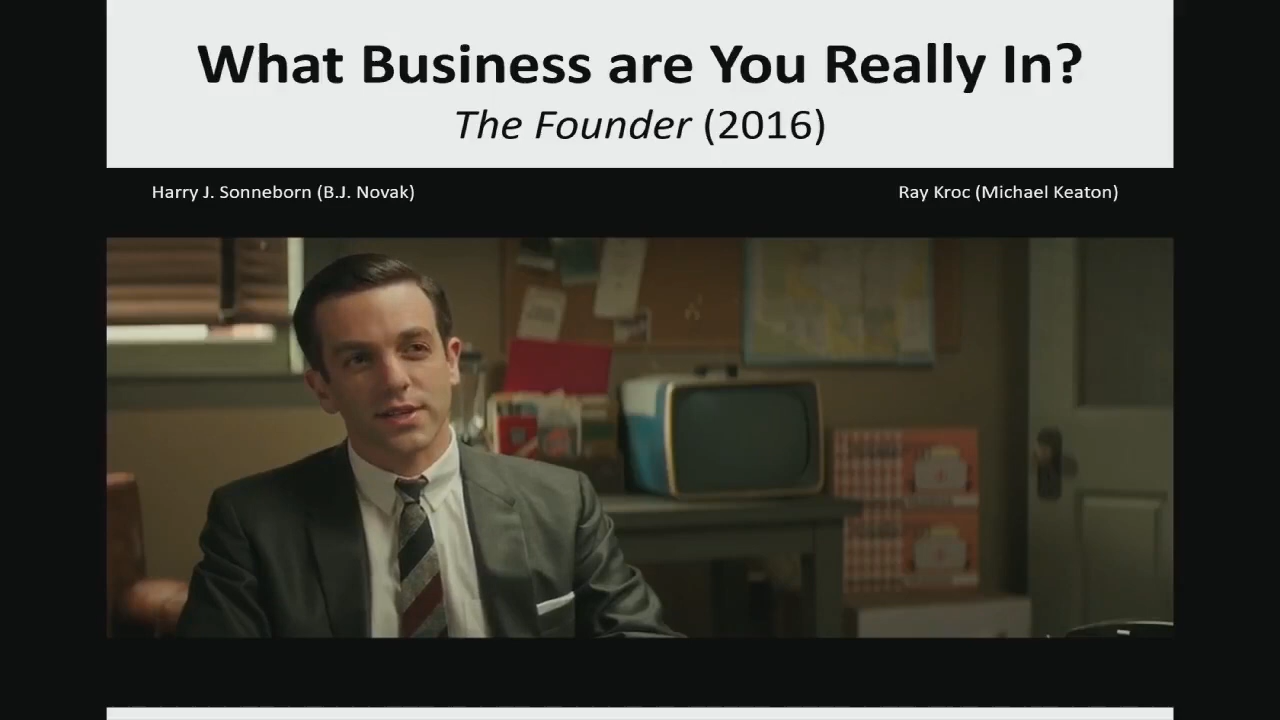 What Business are You Really In?
The Founder (2016)
Harry J. Sonneborn (B.J. Novak)
Ray Kroc (Michael Keaton)